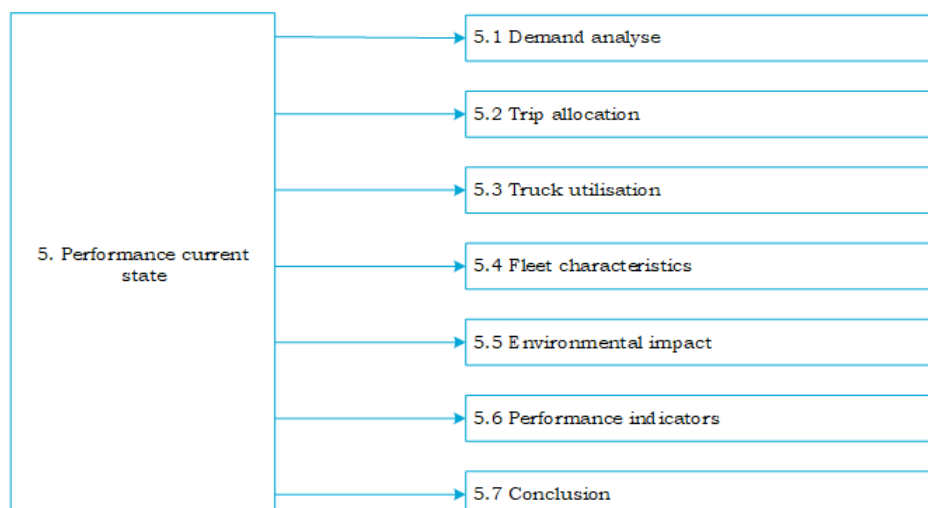 5.1 Demand analyse
5.2 Trip allocation
5.3 Truck utilisation
5. Performance current
state
5.4 Fleet characteristics
5.5 Environmental impact
5.6 Performance indicators
5.7 Conclusion